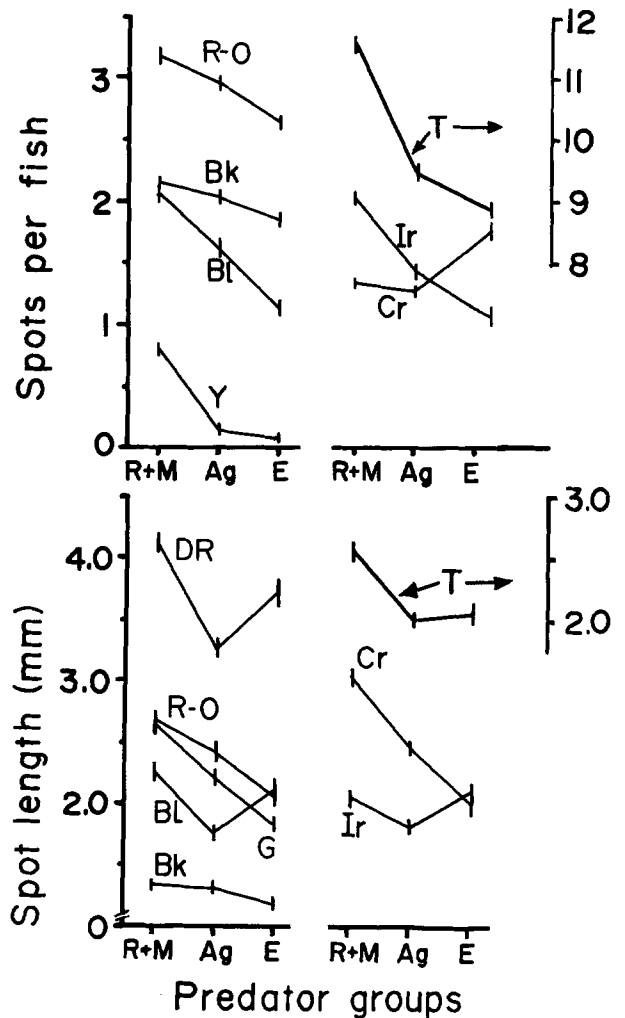 Spots per fish
3
2
1
0
R-O
Bk
Bl
Y
R+M Ag E
12
11
10
9
8
T
Ir
Cr
R+M Ag E
Spot length (mm)
4.0
3.0
2.0
0
DR
R-O
Bl
G
Bk
R+M Ag E
3.0
2.0
T
Cr
Ir
R+M Ag E
Predator groups